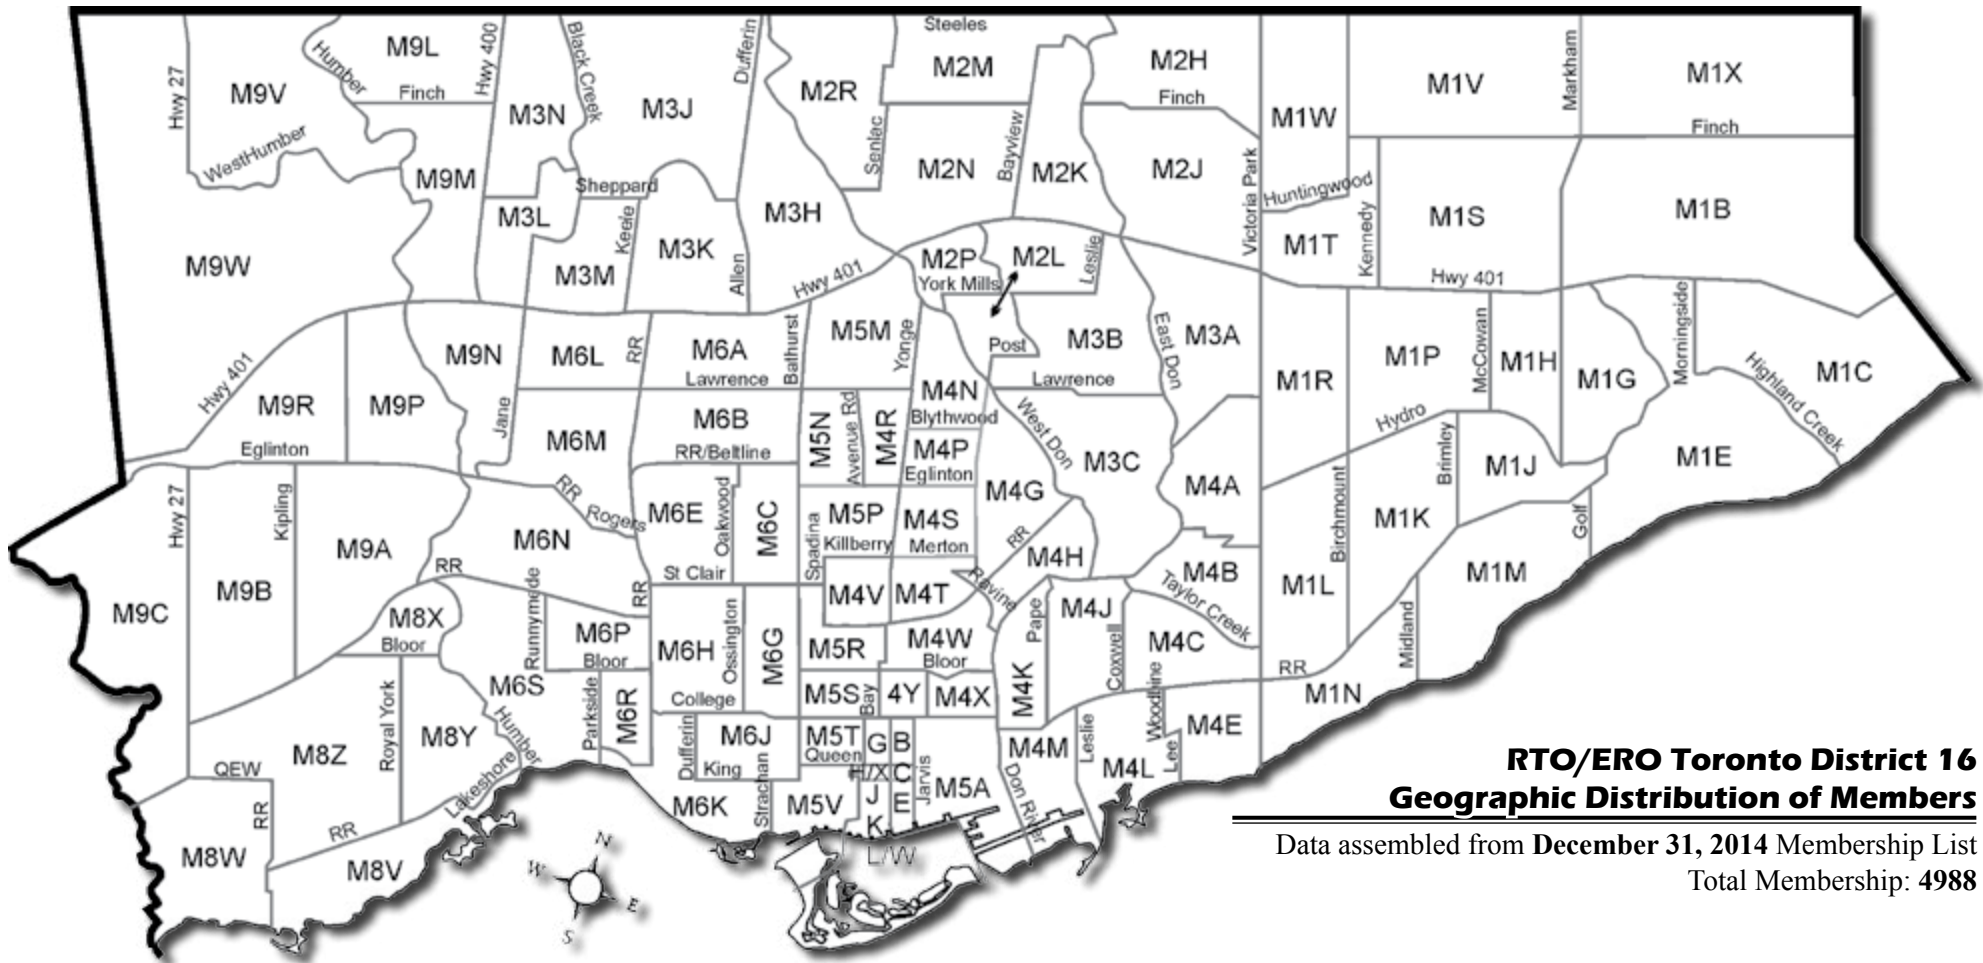 Steeles
M9L
M2H
M2M
M1X
M1V
M9V
M2R
M3J
M3N
M1W
Finch
Finch
Finch
Hwy 27
Humber
Hwy 400
Black Creek
Dufferin
Markham
WestHumber
Senlac
Bayview
Victoria Park
M9M
M2N
M2K
M2J
Sheppard
Huntingwood
M3L
M3H
M1S
M1B
Keele
M3K
M1T
Kennedy
M9W
M3M
Allen
Hwy 401
M2P
M2L
Leslie
York Mills
Hwy 401
Morningside
M9N
M6L
RR
M6A
Bathurst
M5M
Yonge
Post
M3B
East Don
M3A
M1P
McCowan
M1H
M1G
Highland Creek
M1C
Hwy 401
M9R
M9P
Lawrence
M4N
Lawrence
M1R
Jane
M6B
M5N
Avenue Rd
M4R
Blythwood
West Don
Hydro
Eglinton
M6M
RR/Beltline
M4P
Eglinton
M3C
Brimley
M1J
M1E
Hwy 27
Kipling
RR
Rogers
M6E
Oakwood
M6C
Spadina
M5P
M4S
M4G
M4A
M1K
Birchmount
Golf
M9A
M6N
Killberry
Merton
RR
M4H
M9B
RR
St Clair
M4V
M4T
Ravine
M4B
M1L
M1M
M9C
M8X
Runnymede
RR
Pape
M4J
Taylor Creek
Midland
Bloor
M6P
Bloor
M6H
Ossington
M6G
M5R
M4W
Bloor
Coxwell
M4C
RR
M6S
Parkside
M6R
College
M5S
Bay
4Y
M4X
M4K
Woodbine
M1N
Royal York
Humber
M8Z
M8Y
Dufferin
M6J
King
M5T
Queen
G
B
M4M
Leslie
Lee
M4E
QEW
RR
Lakeshore
H/X
C
Jarvis
M5A
Don River
M4L
M6K
Strachan
M5V
J
E
K
M8W
RR
M8V
L/W
N
W
E
S
RTO/ERO Toronto District 16
Geographic Distribution of Members
Data assembled from December 31, 2014 Membership List
Total Membership: 4988